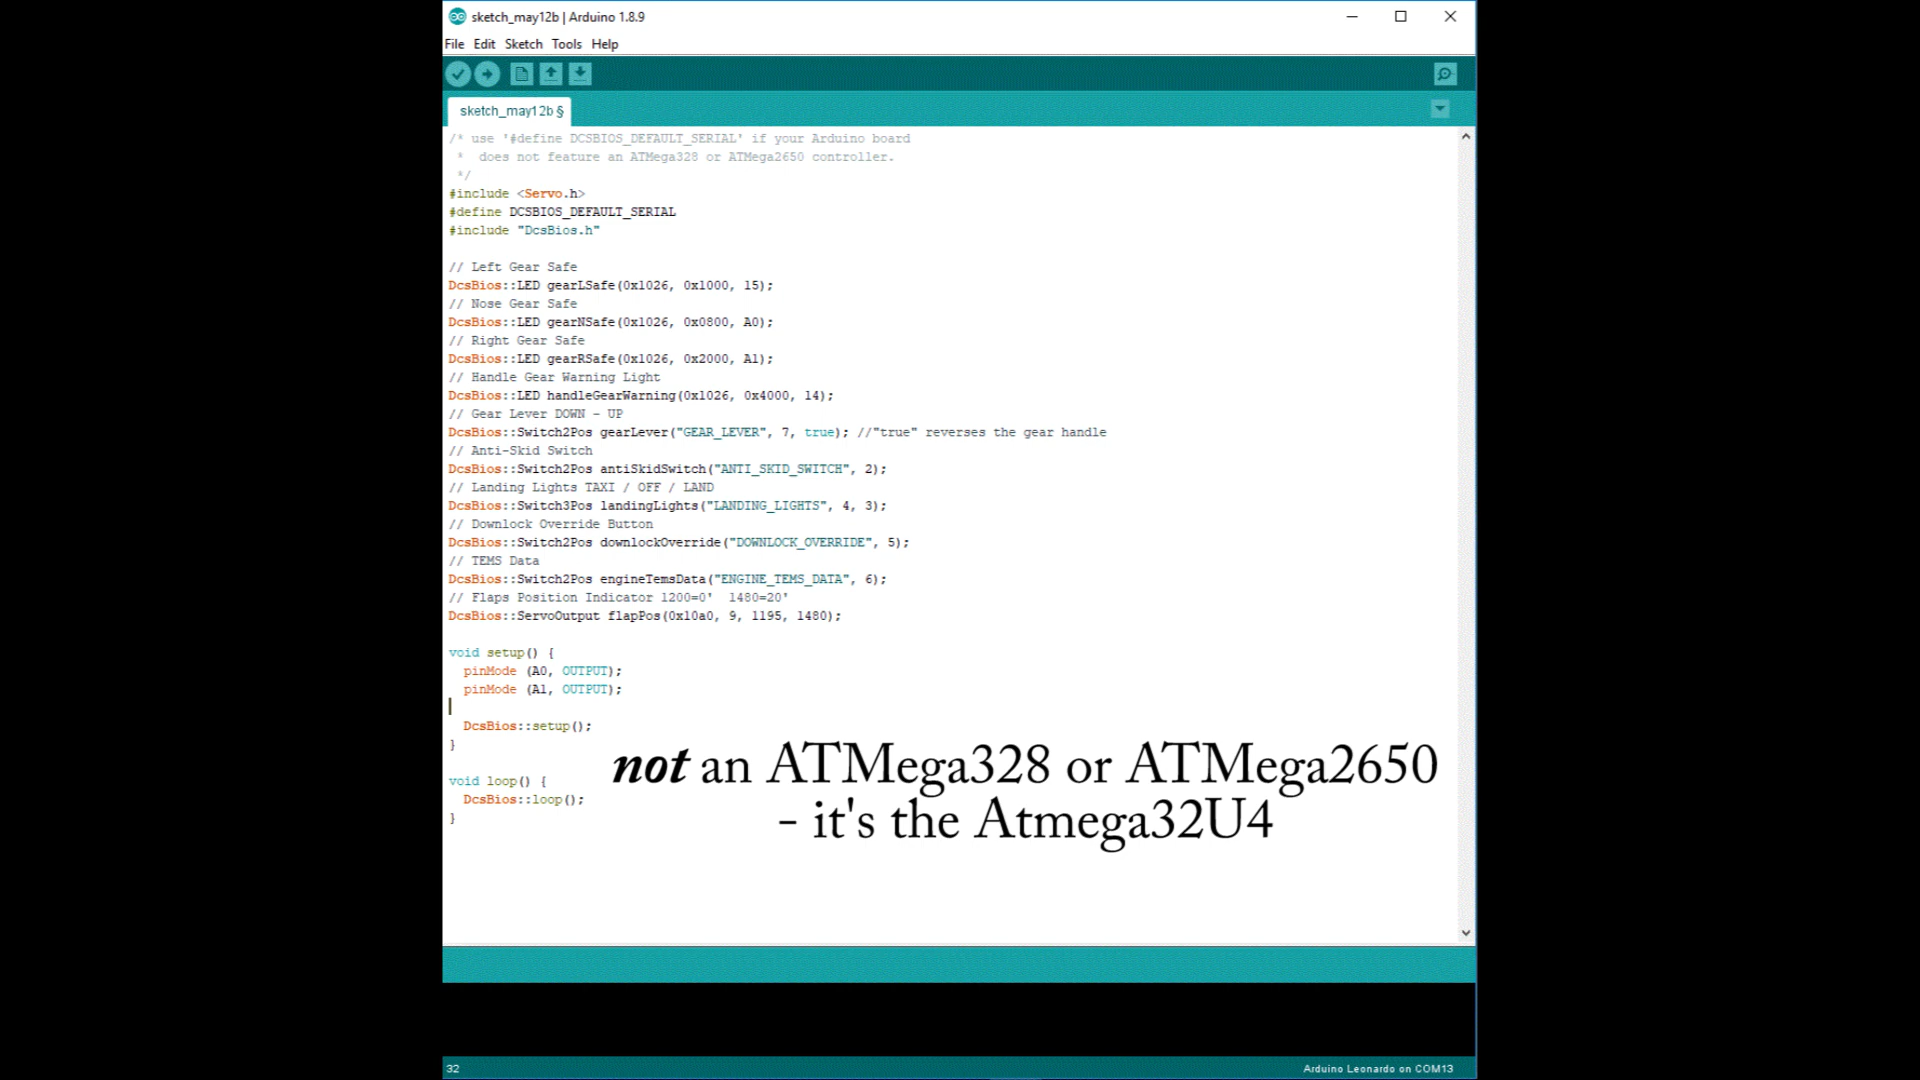 sketch_may12b | Arduino 1.8.9
File Edit Sketch Tools Help
sketch_may12b §
/* use '#define DCSBIOS_DEFAULT_SERIAL' if your Arduino board
 *  does not feature an ATMega328 or ATMega2650 controller.
 */
#include <Servo.h>
#define DCSBIOS_DEFAULT_SERIAL
#include "DcsBios.h"
// Left Gear Safe
DcsBios::LED gearLSafe(0x1026, 0x1000, 15);
// Nose Gear Safe
DcsBios::LED gearNSafe(0x1026, 0x0800, A0);
// Right Gear Safe
DcsBios::LED gearRSafe(0x1026, 0x2000, A1);
// Handle Gear Warning Light
DcsBios::LED handleGearWarning(0x1026, 0x4000, 14);
// Gear Lever DOWN - UP
DcsBios::Switch2Pos gearLever("GEAR_LEVER", 7, true); //"true" reverses the gear handle
// Anti-Skid Switch
DcsBios::Switch2Pos antiSkidSwitch("ANTI_SKID_SWITCH", 2);
// Landing Lights TAXI / OFF / LAND
DcsBios::Switch3Pos landingLights("LANDING_LIGHTS", 4, 3);
// Downlock Override Button
DcsBios::Switch2Pos downlockOverride("DOWNLOCK_OVERRIDE", 5);
// TEMS Data
DcsBios::Switch2Pos engineTemsData("ENGINE_TEMS_DATA", 6);
// Flaps Position Indicator 1200=0'  1480=20'
DcsBios::ServoOutput flapPos(0x10a0, 9, 1195, 1480);
void setup() {
  pinMode (A0, OUTPUT);
  pinMode (A1, OUTPUT);
  DcsBios::setup();
}
void loop() {
  DcsBios::loop();
}
not an ATMega328 or ATMega2650
- it's the Atmega32U4
32
Arduino Leonardo on COM13